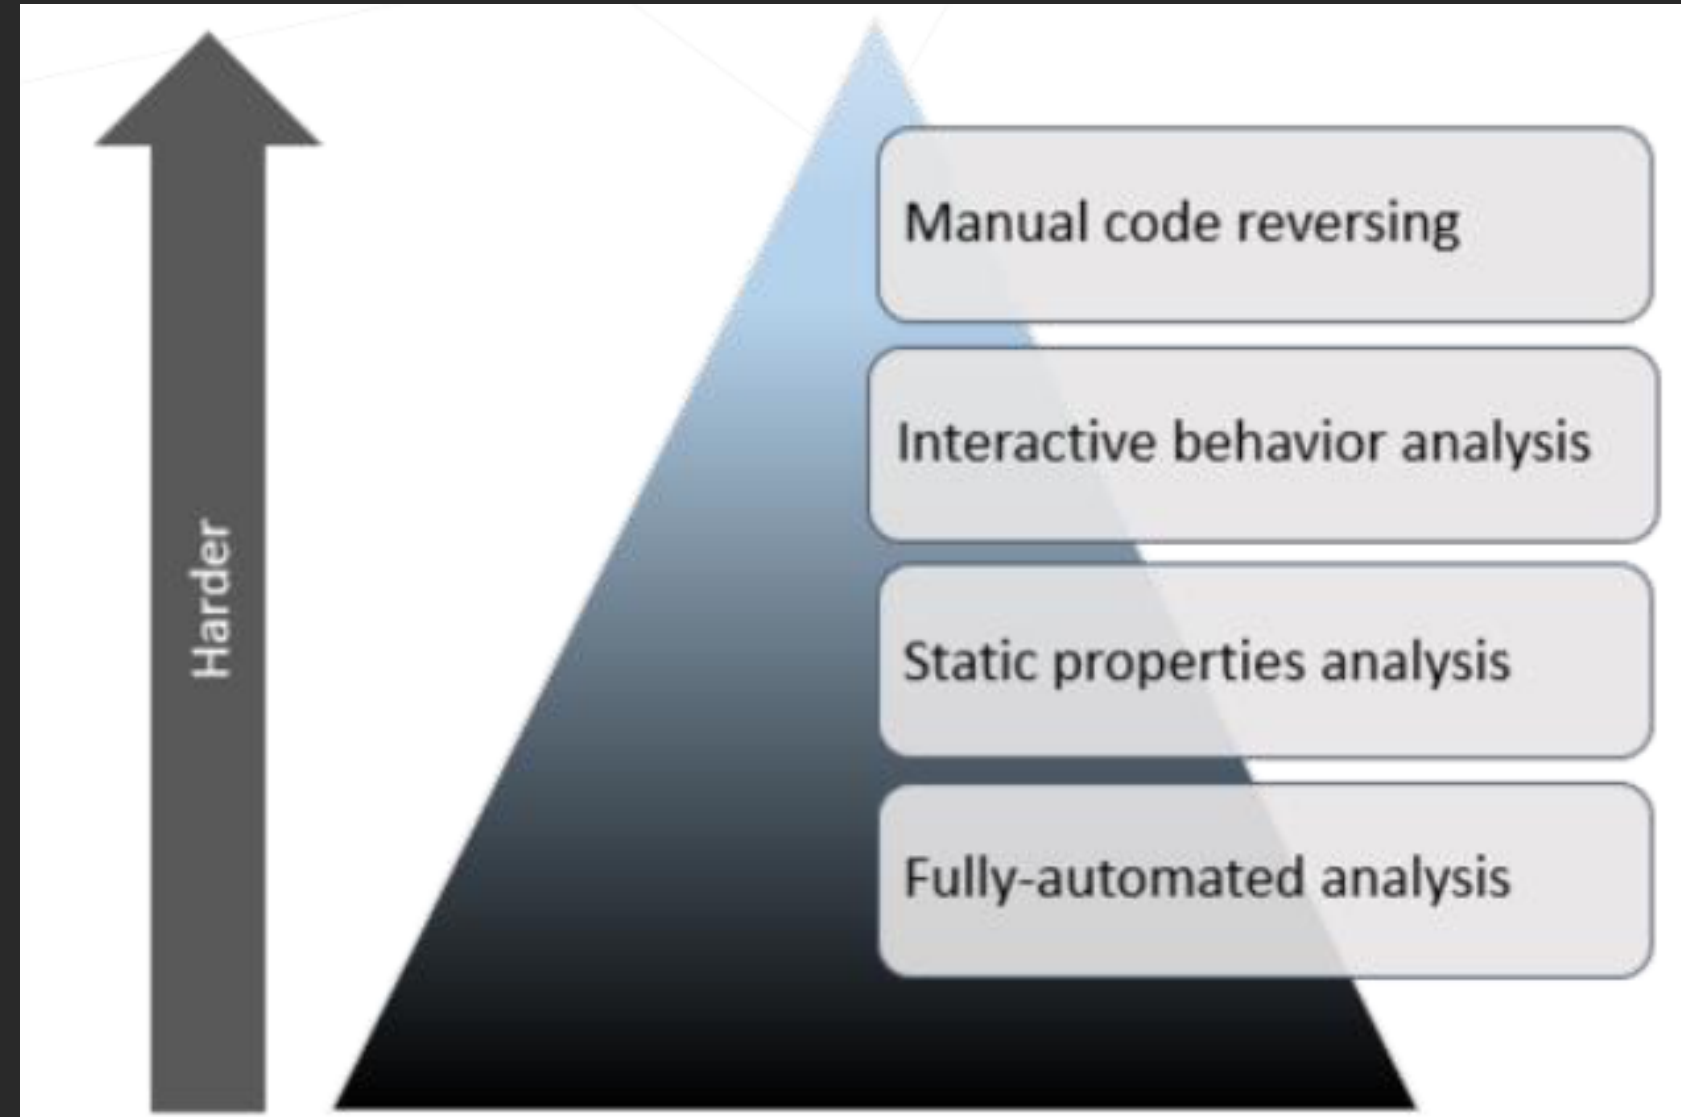 Harder
Manual code reversing
Interactive behavior analysis
Static properties analysis
Fully-automated analysis